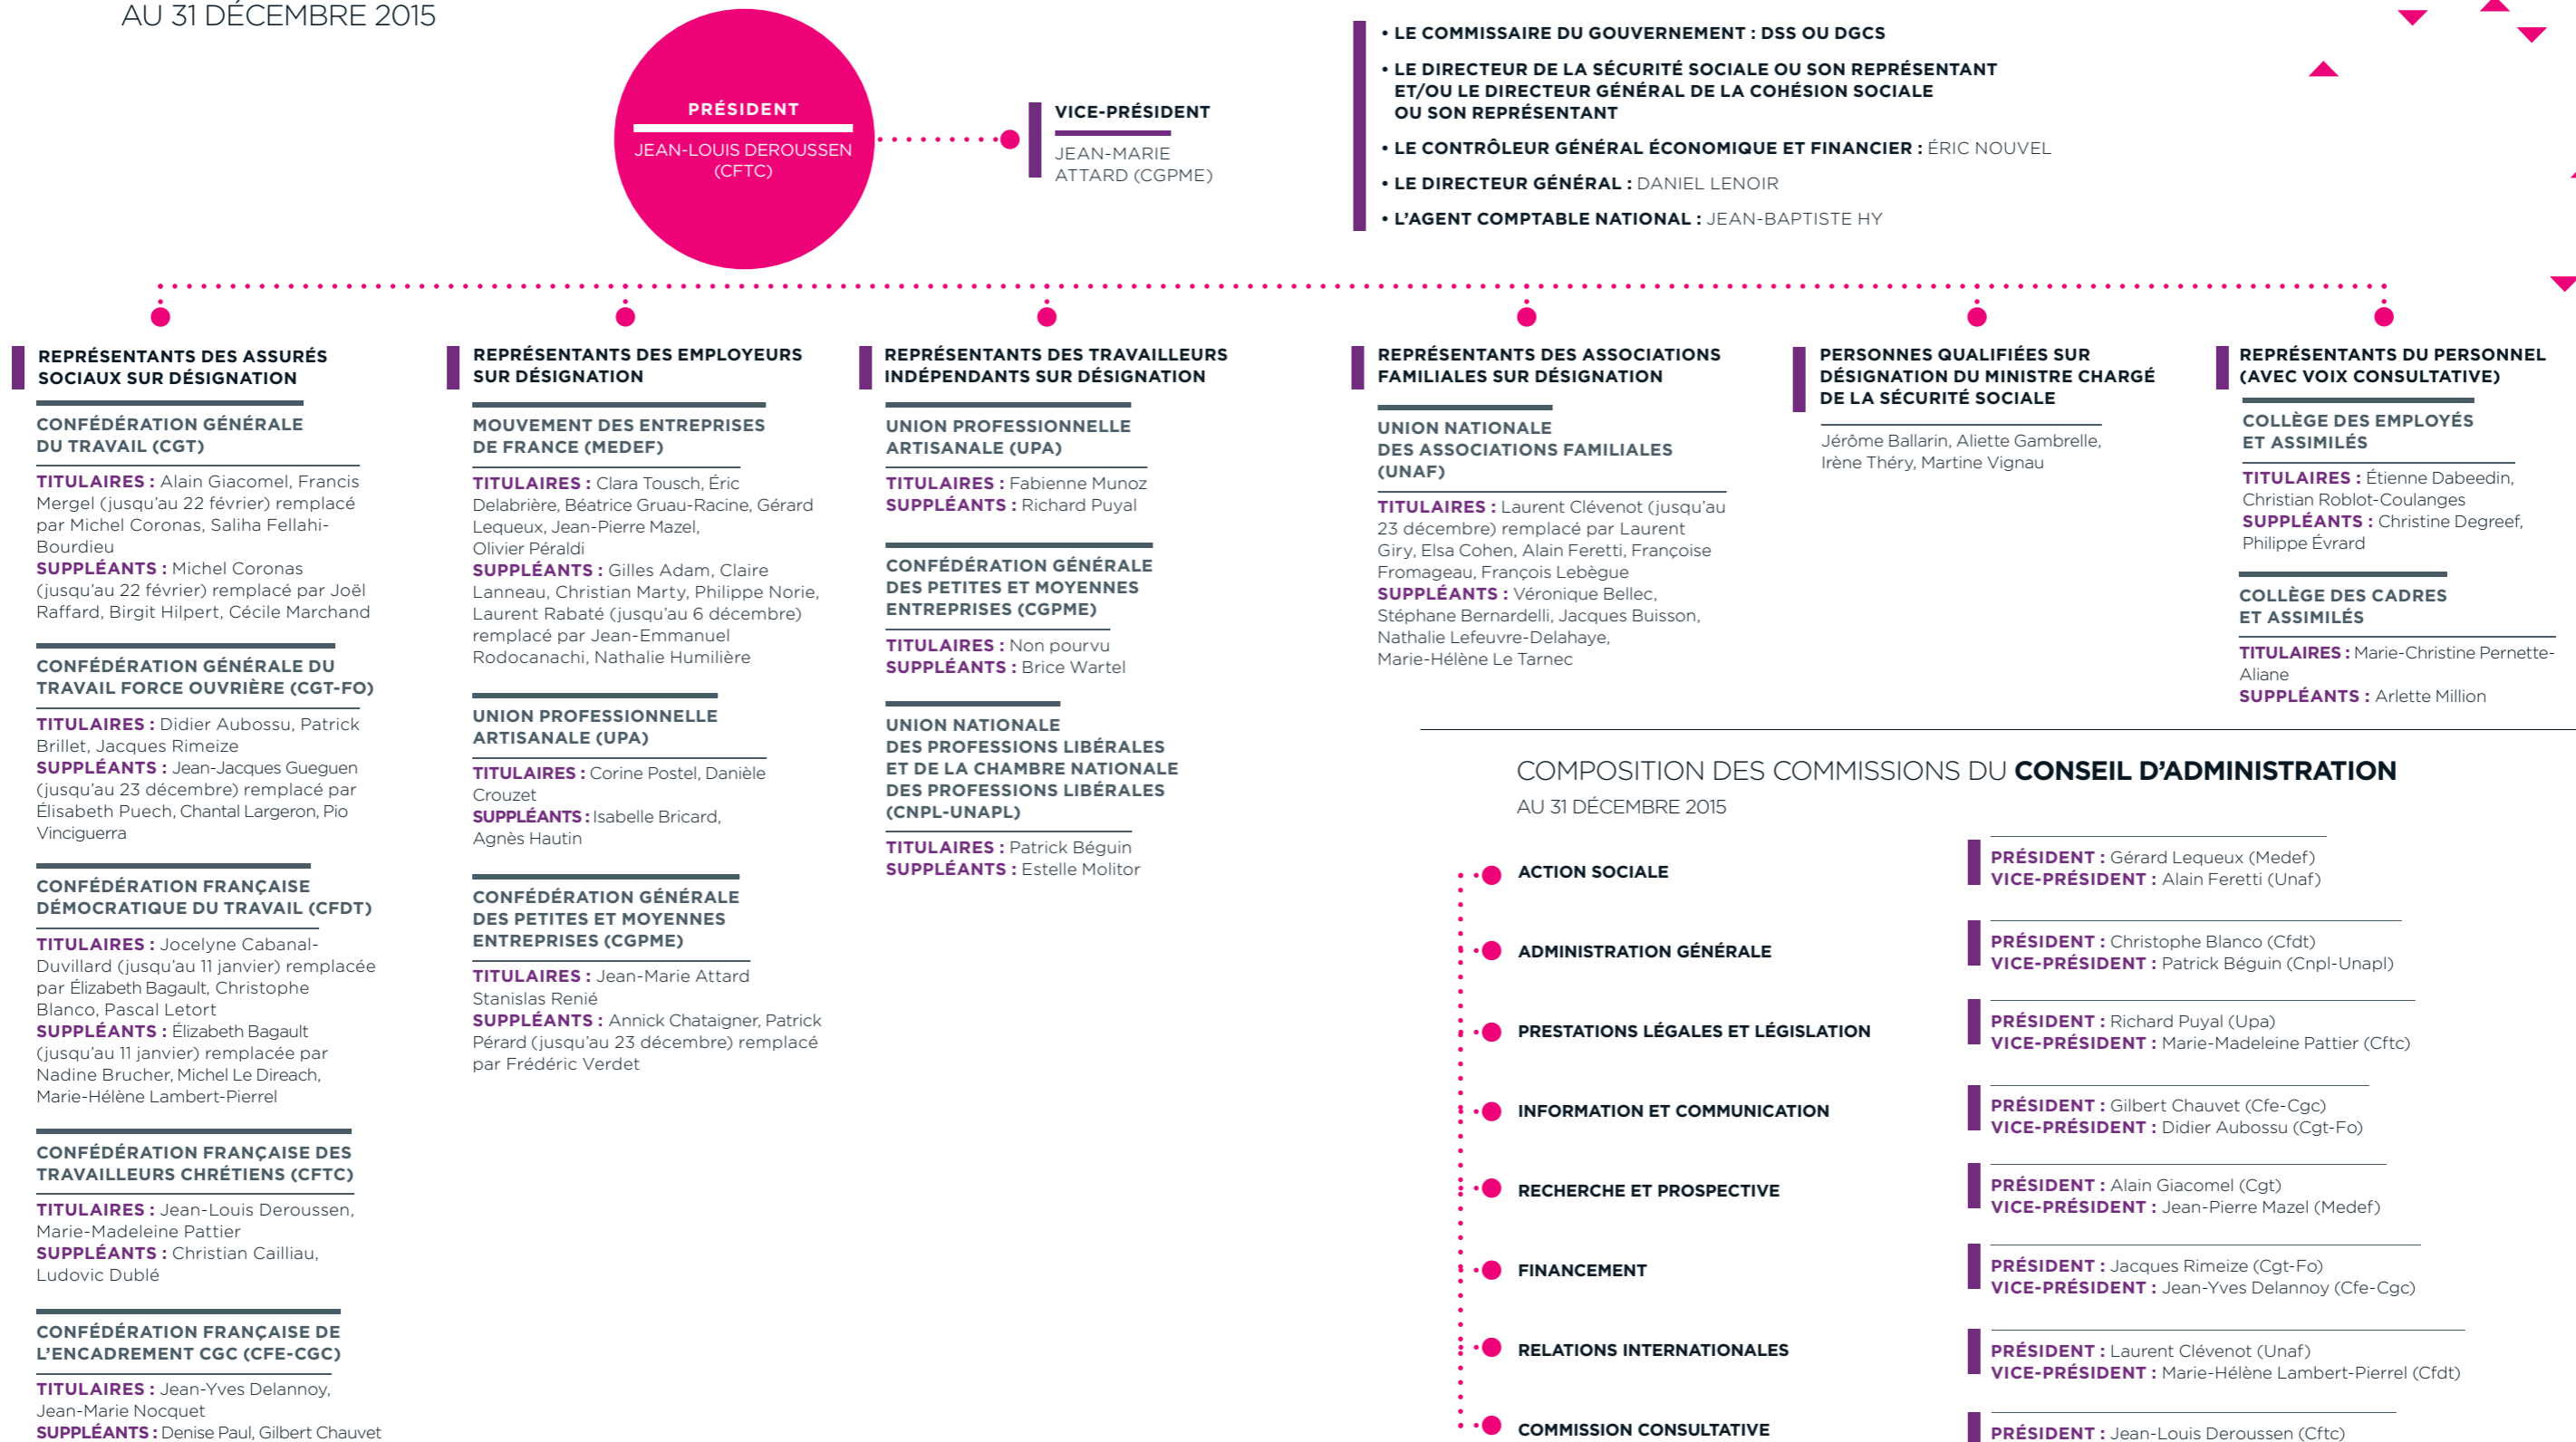 AU 31 DÉCEMBRE 2015
PRÉSIDENT
JEAN-LOUIS DEROUSSEN
(CFTC)
VICE-PRÉSIDENT
JEAN-MARIE
ATTARD (CGPME)
• LE COMMISSAIRE DU GOUVERNEMENT : DSS OU DGCS
• LE DIRECTEUR DE LA SÉCURITÉ SOCIALE OU SON REPRÉSENTANT
ET/OU LE DIRECTEUR GÉNÉRAL DE LA COHÉSION SOCIALE
OU SON REPRÉSENTANT
• LE CONTRÔLEUR GÉNÉRAL ÉCONOMIQUE ET FINANCIER : ÉRIC NOUVEL
• LE DIRECTEUR GÉNÉRAL : DANIEL LENOIR
• L'AGENT COMPTABLE NATIONAL : JEAN-BAPTISTE HY
REPRÉSENTANTS DES ASSURÉS
SOCIAUX SUR DÉSIGNATION
CONFÉDÉRATION GÉNÉRALE
DU TRAVAIL (CGT)
TITULAIRES : Alain Giacomel, Francis
Mergel (jusqu'au 22 février) remplacé
par Michel Coronas, Saliha Fellahi-
Bourdieu
SUPPLÉANTS : Michel Coronas
(jusqu'au 22 février) remplacé par Joël
Raffard, Birgit Hilpert, Cécile Marchand
CONFÉDÉRATION GÉNÉRALE DU
TRAVAIL FORCE OUVRIÈRE (CGT-FO)
TITULAIRES : Didier Aubossu, Patrick
Brillet, Jacques Rimeize
SUPPLÉANTS : Jean-Jacques Gueguen
(jusqu'au 23 décembre) remplacé par
Élisabeth Puech, Chantal Largeron, Pio
Vinciguerra
CONFÉDÉRATION FRANÇAISE
DÉMOCRATIQUE DU TRAVAIL (CFDT)
TITULAIRES : Jocelyne Cabanal-
Duvillard (jusqu'au 11 janvier) remplacée
par Élizabeth Bagault, Christophe
Blanco, Pascal Letort
SUPPLÉANTS : Élizabeth Bagault
(jusqu'au 11 janvier) remplacée par
Nadine Brucher, Michel Le Direach,
Marie-Hélène Lambert-Pierrel
CONFÉDÉRATION FRANÇAISE DES
TRAVAILLEURS CHRÉTIENS (CFTC)
TITULAIRES : Jean-Louis Deroussen,
Marie-Madeleine Pattier
SUPPLÉANTS : Christian Cailliau,
Ludovic Dublé
CONFÉDÉRATION FRANÇAISE DE
L'ENCADREMENT CGC (CFE-CGC)
TITULAIRES : Jean-Yves Delannoy,
Jean-Marie Nocquet
SUPPLÉANTS : Denise Paul, Gilbert Chauvet
REPRÉSENTANTS DES EMPLOYEURS
SUR DÉSIGNATION
MOUVEMENT DES ENTREPRISES
DE FRANCE (MEDEF)
TITULAIRES : Clara Tousch, Éric
Delabrière, Béatrice Gruau-Racine, Gérard
Lequeux, Jean-Pierre Mazel,
Olivier Péraldi
SUPPLÉANTS : Gilles Adam, Claire
Lanneau, Christian Marty, Philippe Norie,
Laurent Rabaté (jusqu'au 6 décembre)
remplacé par Jean-Emmanuel
Rodocanachi, Nathalie Humilière
UNION PROFESSIONNELLE
ARTISANALE (UPA)
TITULAIRES : Corine Postel, Danièle
Crouzet
SUPPLÉANTS : Isabelle Bricard,
Agnès Hautin
CONFÉDÉRATION GÉNÉRALE
DES PETITES ET MOYENNES
ENTREPRISES (CGPME)
TITULAIRES : Jean-Marie Attard
Stanislas Renié
SUPPLÉANTS : Annick Chataigner, Patrick
Pérard (jusqu'au 23 décembre) remplacé
par Frédéric Verdet
REPRÉSENTANTS DES TRAVAILLEURS
INDÉPENDANTS SUR DÉSIGNATION
UNION PROFESSIONNELLE
ARTISANALE (UPA)
TITULAIRES : Fabienne Munoz
SUPPLÉANTS : Richard Puyal
CONFÉDÉRATION GÉNÉRALE
DES PETITES ET MOYENNES
ENTREPRISES (CGPME)
TITULAIRES : Non pourvu
SUPPLÉANTS : Brice Wartel
UNION NATIONALE
DES PROFESSIONS LIBÉRALES
ET DE LA CHAMBRE NATIONALE
DES PROFESSIONS LIBÉRALES
(CNPL-UNAPL)
TITULAIRES : Patrick Béguin
SUPPLÉANTS : Estelle Molitor
REPRÉSENTANTS DES ASSOCIATIONS
FAMILIALES SUR DÉSIGNATION
UNION NATIONALE
DES ASSOCIATIONS FAMILIALES
(UNAF)
TITULAIRES : Laurent Clévenot (jusqu'au
23 décembre) remplacé par Laurent
Giry, Elsa Cohen, Alain Feretti, Françoise
Fromageau, François Lebègue
SUPPLÉANTS : Véronique Bellec,
Stéphane Bernardelli, Jacques Buisson,
Nathalie Lefeuvre-Delahaye,
Marie-Hélène Le Tarnec
PERSONNES QUALIFIÉES SUR
DÉSIGNATION DU MINISTRE CHARGÉ
DE LA SÉCURITÉ SOCIALE
Jérôme Ballarin, Aliette Gambrelle,
Irène Théry, Martine Vignau
REPRÉSENTANTS DU PERSONNEL
(AVEC VOIX CONSULTATIVE)
COLLÈGE DES EMPLOYÉS
ET ASSIMILÉS
TITULAIRES : Étienne Dabeedin,
Christian Roblot-Coulanges
SUPPLÉANTS : Christine Degreef,
Philippe Évrard
COLLÈGE DES CADRES
ET ASSIMILÉS
TITULAIRES : Marie-Christine Pernette-
Aliane
SUPPLÉANTS : Arlette Million
COMPOSITION DES COMMISSIONS DU CONSEIL D'ADMINISTRATION
AU 31 DÉCEMBRE 2015
ACTION SOCIALE
PRÉSIDENT : Gérard Lequeux (Medef)
VICE-PRÉSIDENT : Alain Feretti (Unaf)
ADMINISTRATION GÉNÉRALE
PRÉSIDENT : Christophe Blanco (Cfdt)
VICE-PRÉSIDENT : Patrick Béguin (Cnpl-Unapl)
PRESTATIONS LÉGALES ET LÉGISLATION
PRÉSIDENT : Richard Puyal (Upa)
VICE-PRÉSIDENT : Marie-Madeleine Pattier (Cftc)
INFORMATION ET COMMUNICATION
PRÉSIDENT : Gilbert Chauvet (Cfe-Cgc)
VICE-PRÉSIDENT : Didier Aubossu (Cgt-Fo)
RECHERCHE ET PROSPECTIVE
PRÉSIDENT : Alain Giacomel (Cgt)
VICE-PRÉSIDENT : Jean-Pierre Mazel (Medef)
FINANCEMENT
PRÉSIDENT : Jacques Rimeize (Cgt-Fo)
VICE-PRÉSIDENT : Jean-Yves Delannoy (Cfe-Cgc)
RELATIONS INTERNATIONALES
PRÉSIDENT : Laurent Clévenot (Unaf)
VICE-PRÉSIDENT : Marie-Hélène Lambert-Pierrel (Cfdt)
COMMISSION CONSULTATIVE
PRÉSIDENT : Jean-Louis Deroussen (Cftc)